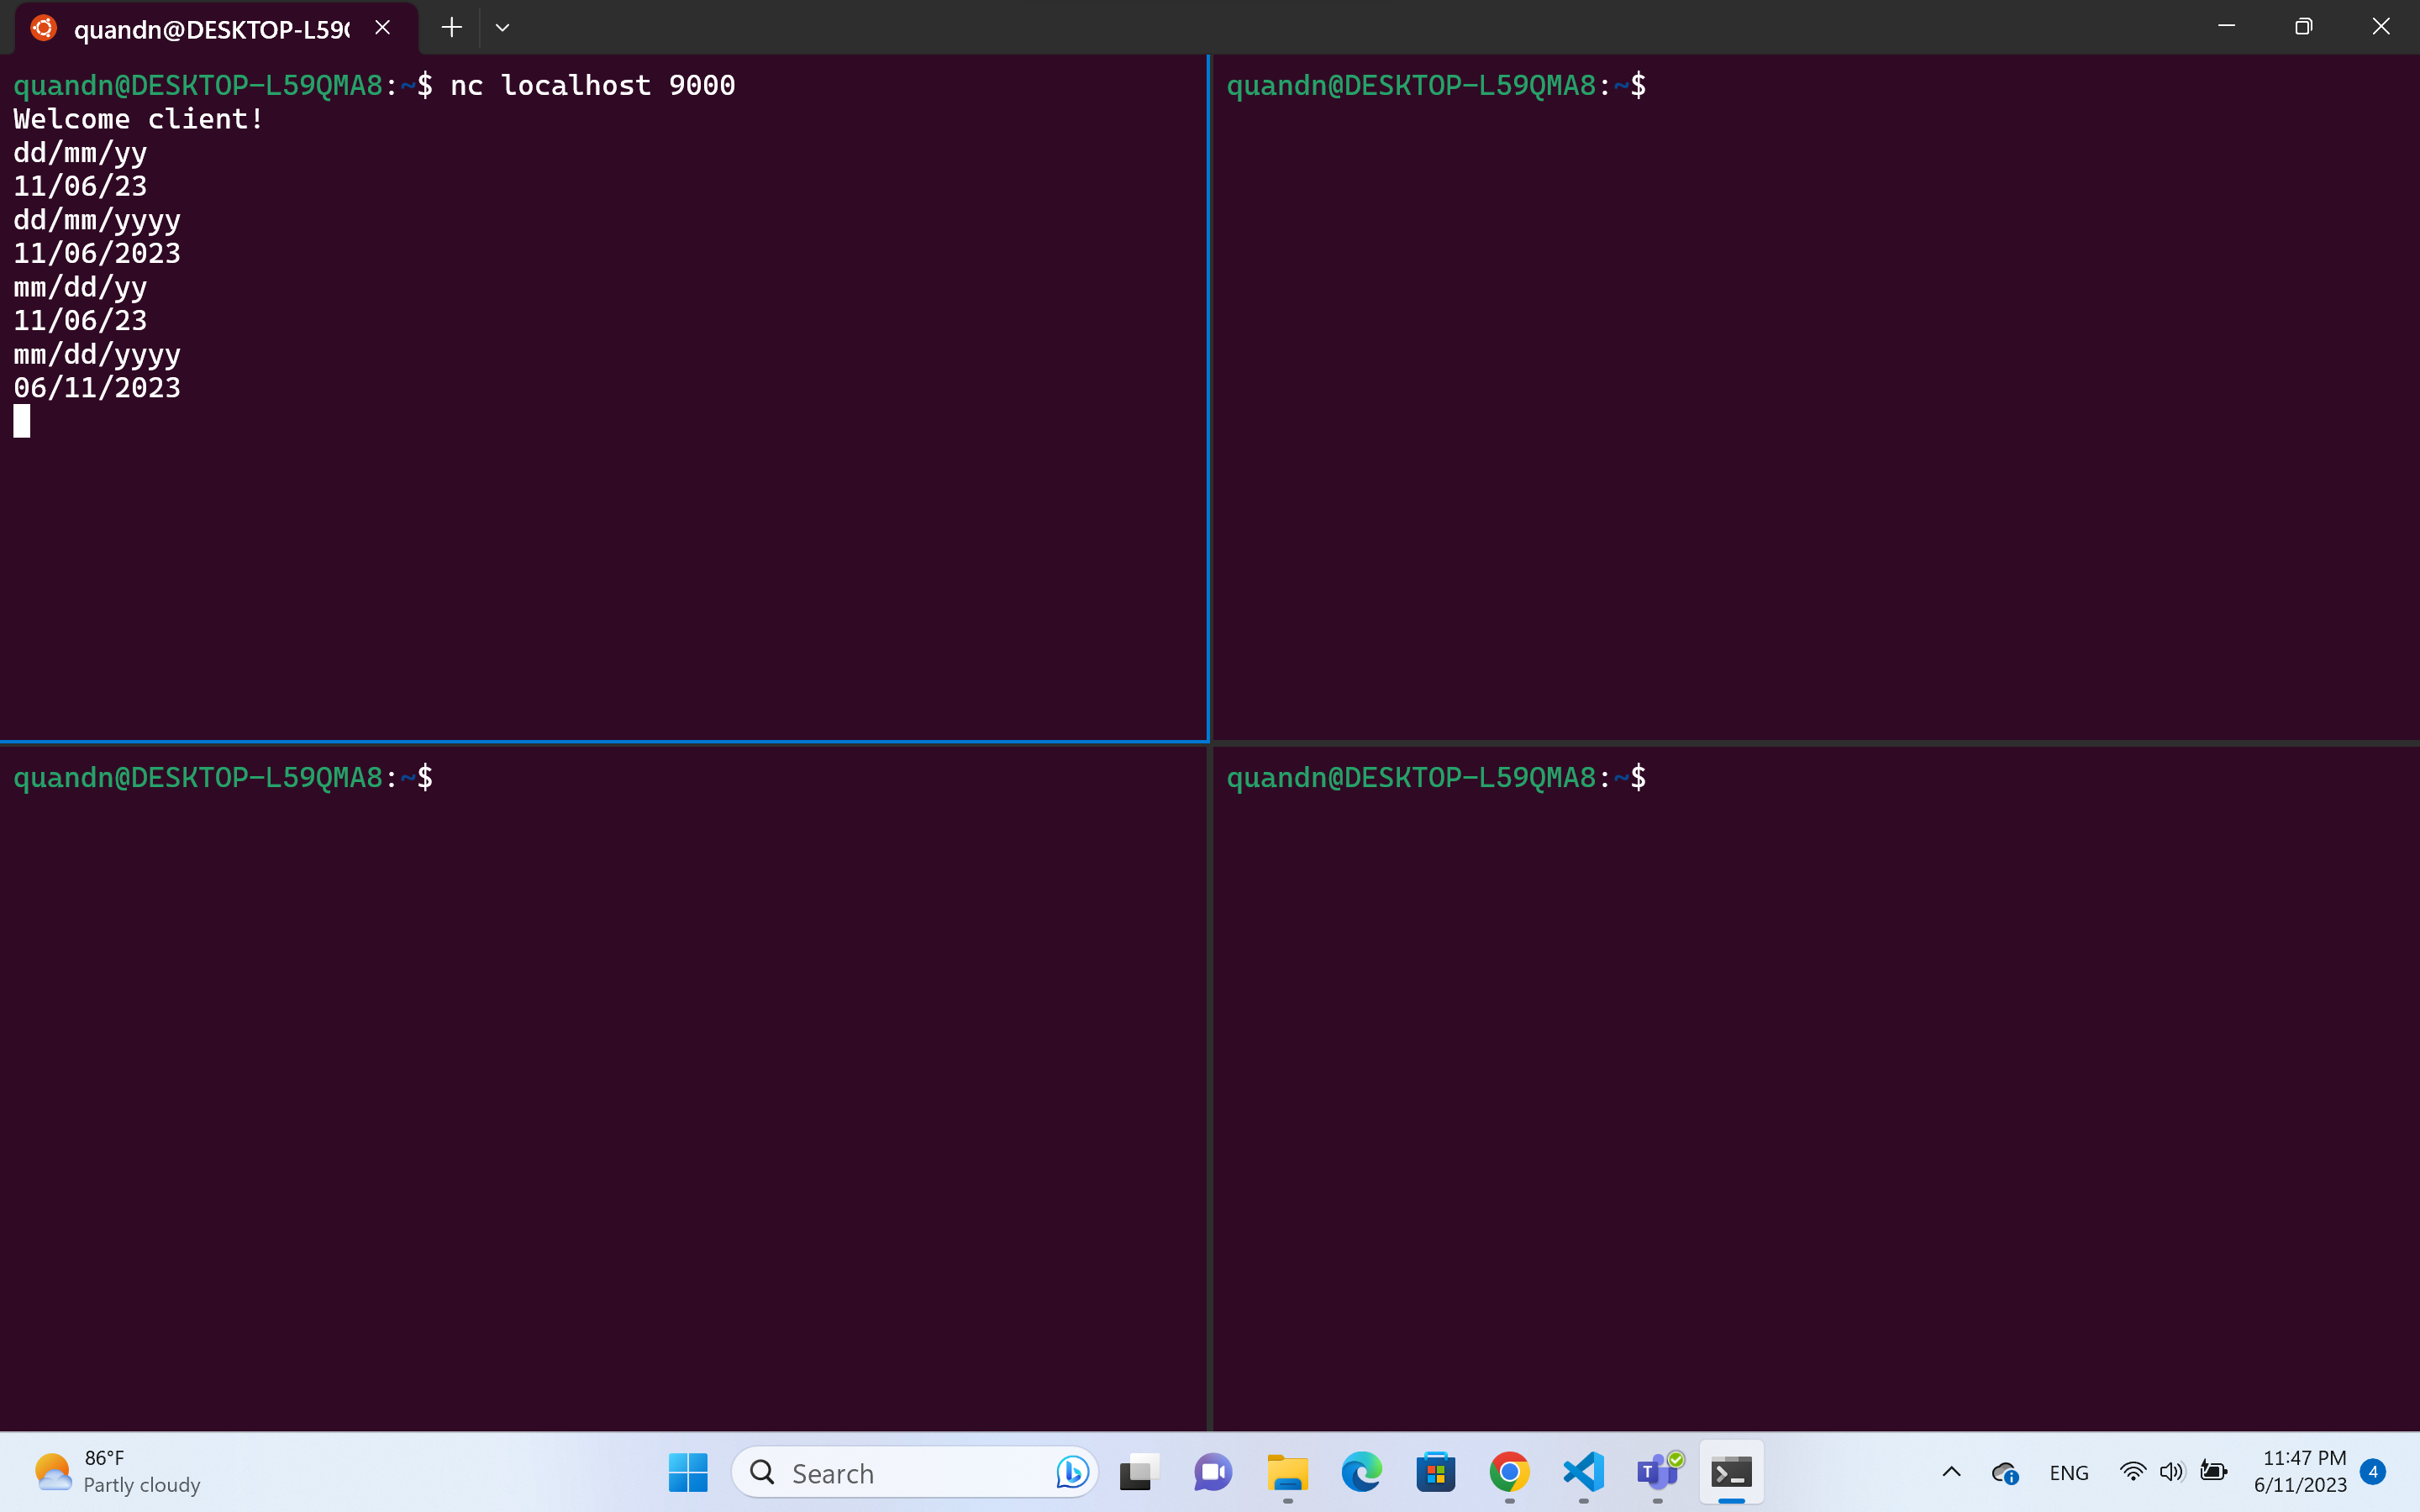 quandn@DESKTOP-L59
quandn@DESKTOP-L59QMA8:~$ nc localhost 9000
Welcome client!
dd/mm/yy
11/06/23
dd/mm/yyyy
11/06/2023
mm/dd/yy
11/06/23
mm/dd/yyyy
06/11/2023
quandn@DESKTOP-L59QMA8:~$
quandn@DESKTOP-L59QMA8:~$
quandn@DESKTOP-L59QMA8:~$
86°F
Partly cloudy
Search
ENG
11:47 PM
6/11/2023
4